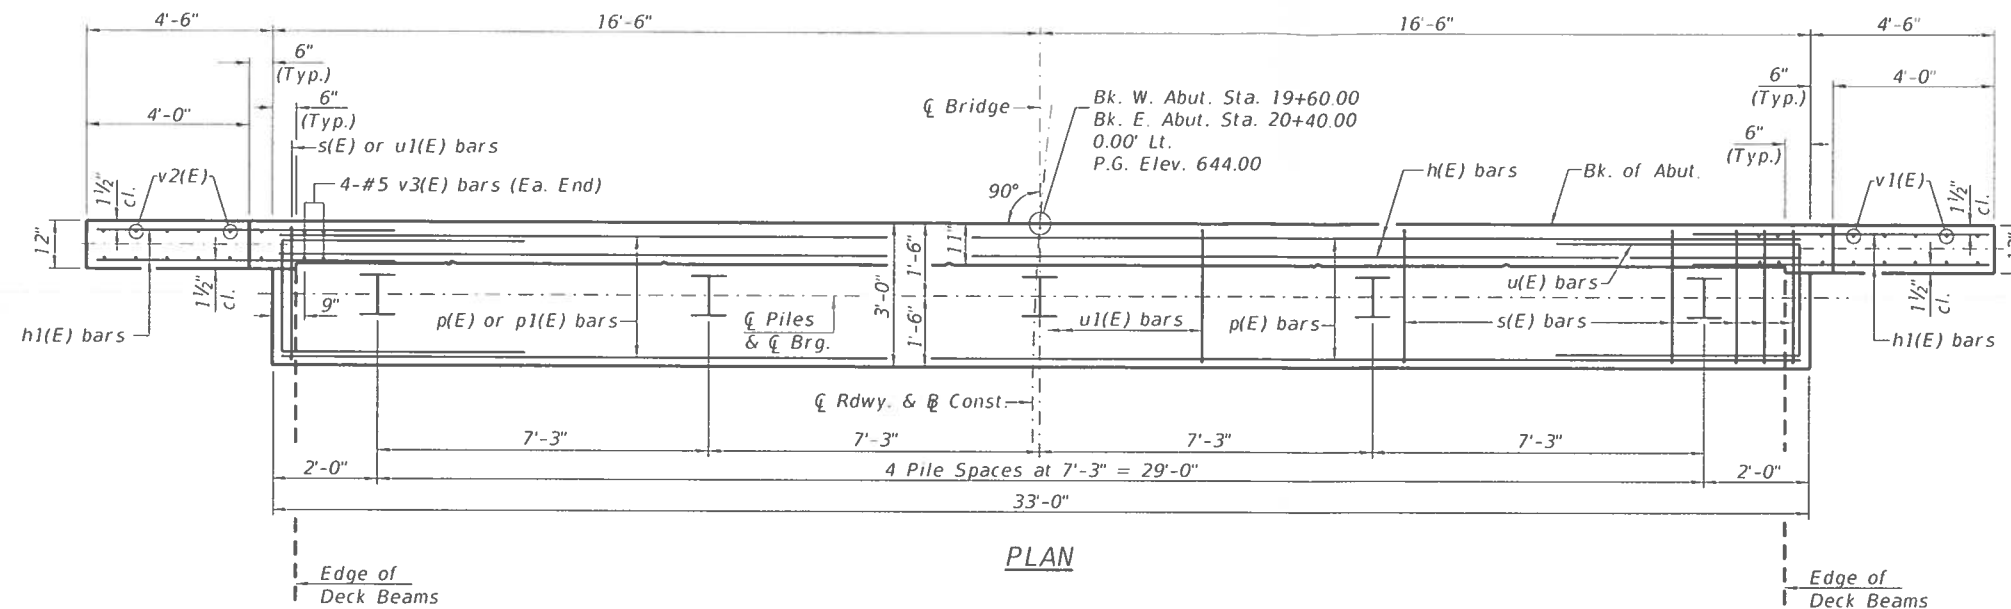 4'-6"
16'-6"
16'-6"
4'-6"
6"
(Typ.)
6"
(Typ.)
4'-0"
4'-0"
6"
(Typ.)
6"
(Typ.)
℄ Bridge
Bk. W. Abut. Sta. 19+60.00
Bk. E. Abut. Sta. 20+40.00
0.00' Lt.
P.G. Elev. 644.00
s(E) or u1(E) bars
v2(E)
4-#5 v3(E) bars (Ea. End)
90°
h(E) bars
Bk. of Abut.
v1(E)
1½"
cl.
1½"
cl.
12"
12"
11"
1'-6"
3'-0"
1'-6"
1½"
cl.
1½"
cl.
u(E) bars
9"
h1(E) bars
p(E) or p1(E) bars
℄ Piles
& ℄ Brg.
u1(E) bars
p(E) bars
s(E) bars
h1(E) bars
℄ Rdwy. & B Const.
7'-3"
7'-3"
7'-3"
7'-3"
2'-0"
4 Pile Spaces at 7'-3" = 29'-0"
2'-0"
33'-0"
PLAN
Edge of
Deck Beams
Edge of
Deck Beams